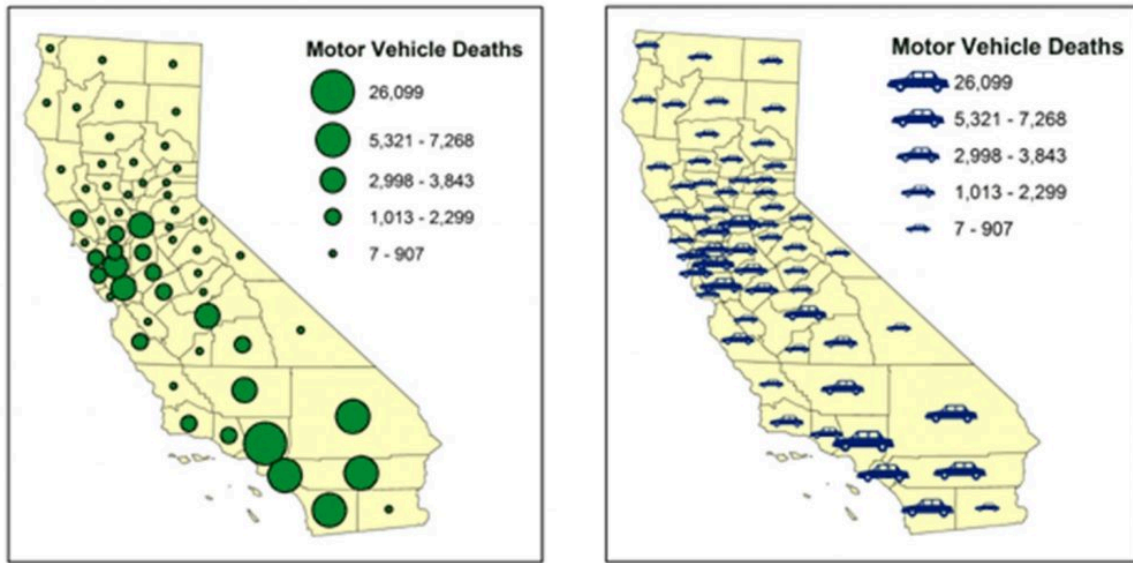 Motor Vehicle Deaths
26,099
5,321 - 7,268
2,998 - 3,843
1,013 - 2,299
7 - 907
Motor Vehicle Deaths
26,099
5,321 - 7,268
2,998 - 3,843
1,013 - 2,299
7 - 907